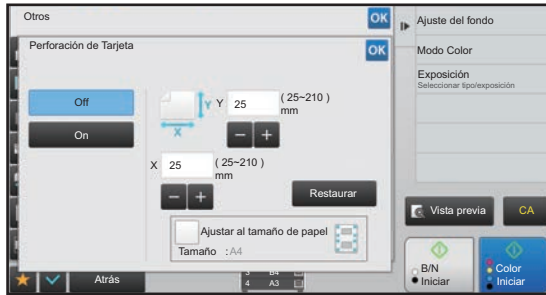 Otros
OK
Perforación de Tarjeta
OK
Off
On
Y
X
Y 25 ( 25~210 )
mm
X 25 ( 25~210 )
mm
Restaurar
Ajustar al tamaño de papel
Tamaño :A4
Atrás
4 A3
Ajuste del fondo
Modo Color
Exposición
Seleccionar tipo/exposición
Vista previa
CA
B/N
Iniciar
Color
Iniciar